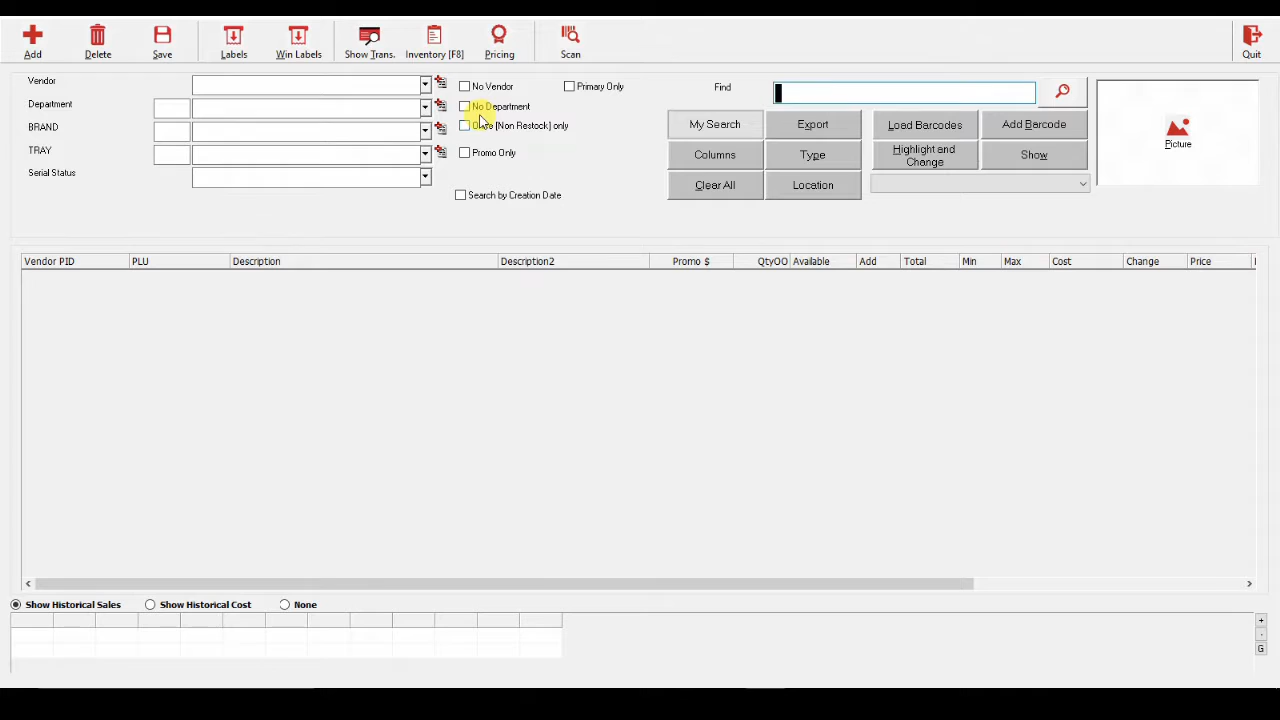 Add Delete Save Labels Win Labels Show Trans. Inventory [F8] Pricing Scan Quit
Vendor No Vendor Primary Only Find
Department No Department
BRAND [Non Restock] only
TRAY Promo Only
Serial Status
Search by Creation Date
My Search Export Load Barcodes Add Barcode
Columns Type Highlight and Change Show
Clear All Location
Picture
Vendor PID PLU Description Description2 Promo $ QtyOO Available Add Total Min Max Cost Change Price
Show Historical Sales Show Historical Cost None
+
-
G